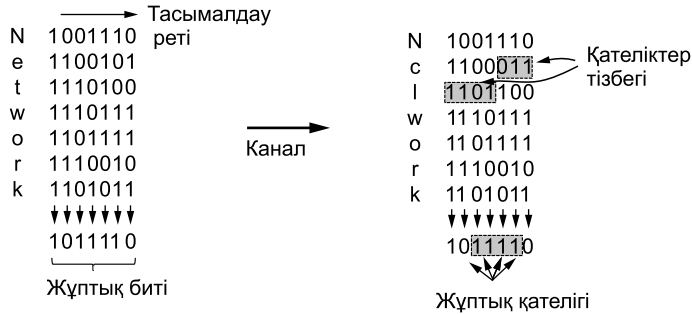 Тасымалдау
реті
N 1001110
e 1100101
t 1110100
w 1110111
o 1101111
r 1110010
k 1101011
1011110
Жұптық биті
Канал
N 1001110
c 1100011
l 1101100
w 1110111
o 1101111
r 1110010
k 1101011
1011110
Жұптық қателігі
Қателіктер
тізбегі